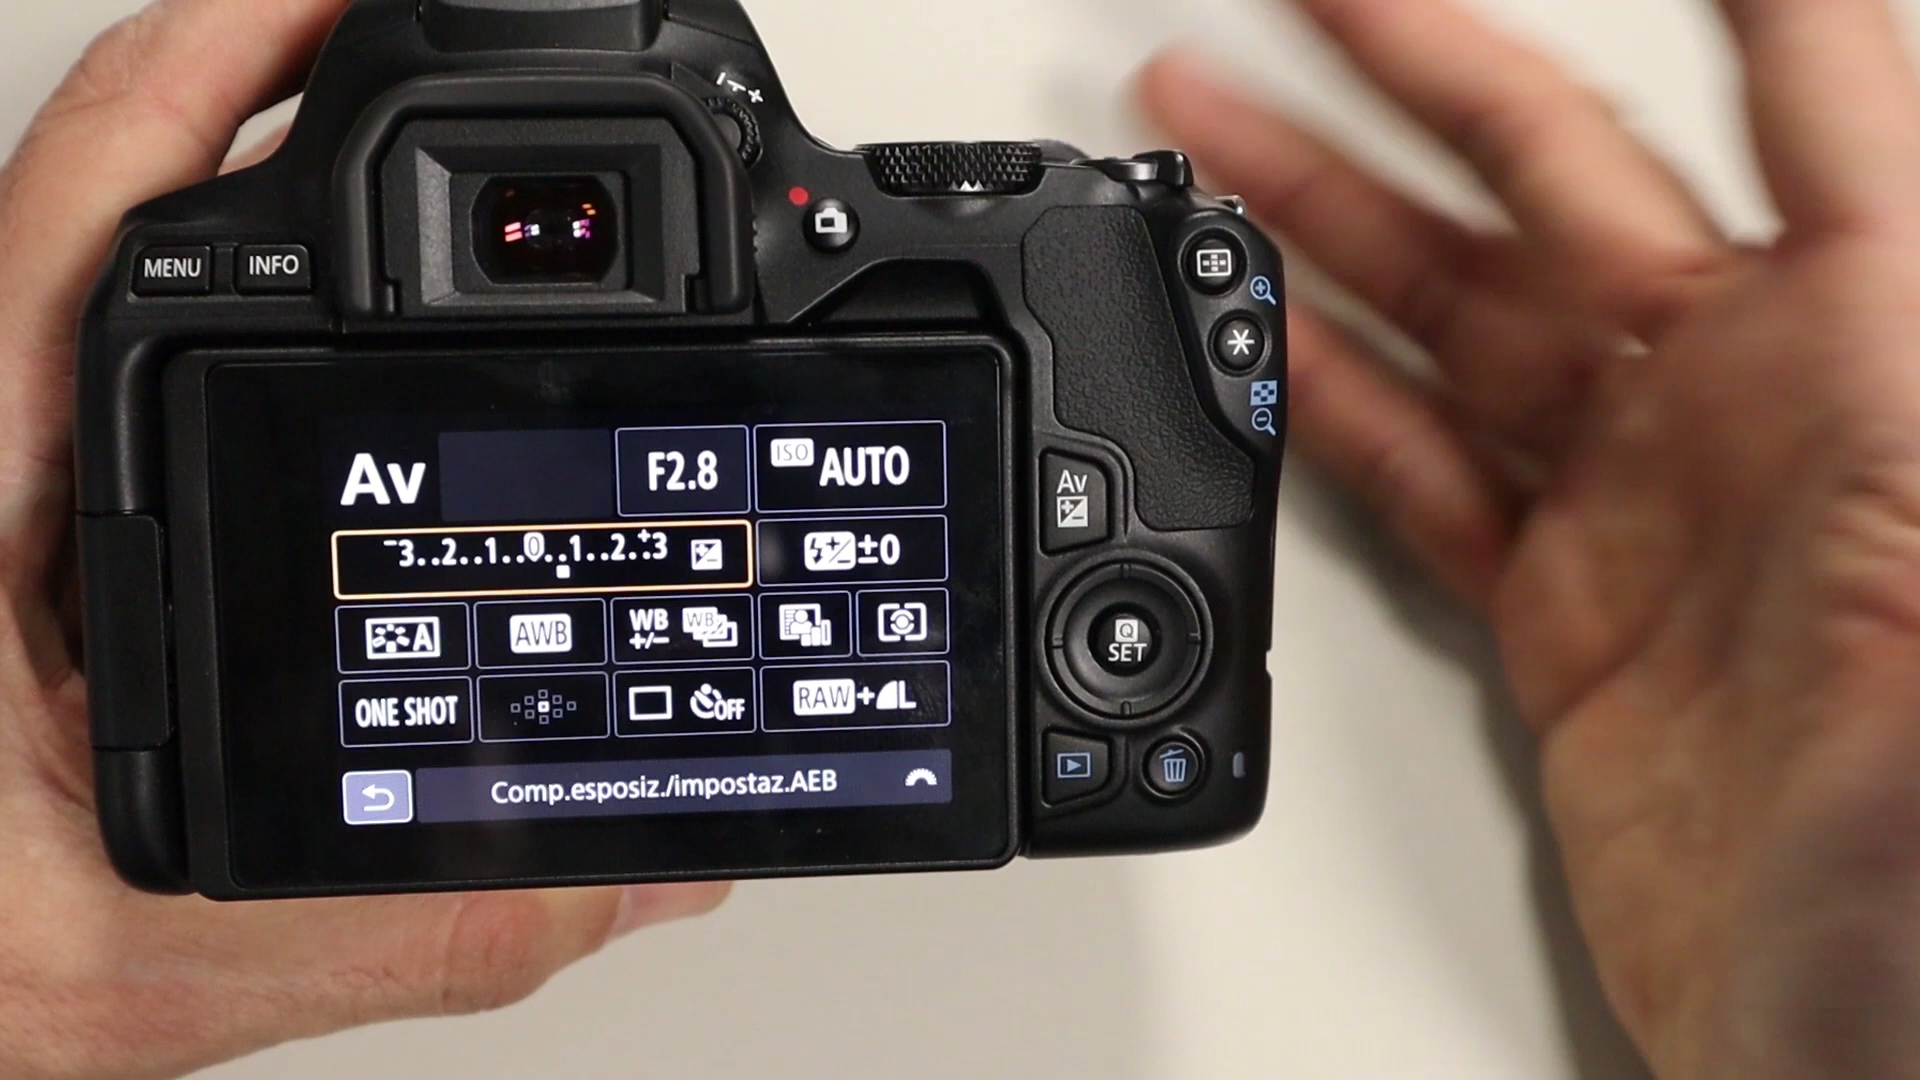 MENU INFO
Av F2.8 ISO AUTO
-3..2..1..0..1..2..+3 ±0
A AWB WB +/- WB
ONE SHOT OFF RAW+L
Comp.esposiz./impostaz.AEB
Av
Q
SET